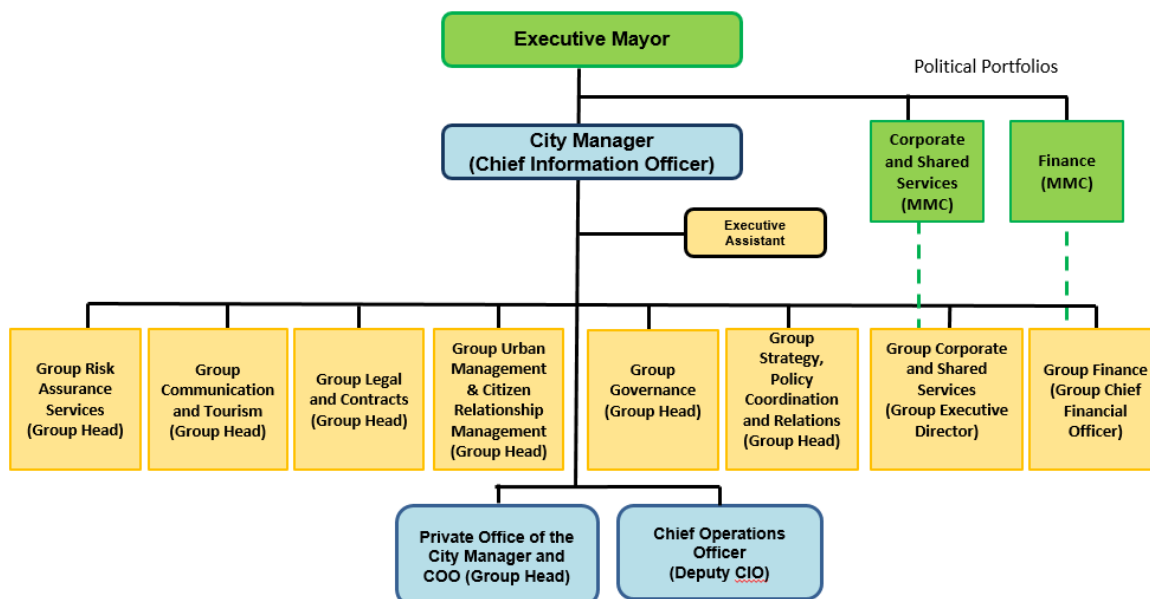 Executive Mayor
Political Portfolios
City Manager
(Chief Information Officer)
Corporate
and Shared
Services
(MMC)
Finance
(MMC)
Executive
Assistant
Group Risk
Assurance
Services
(Group Head)
Group
Communication
and Tourism
(Group Head)
Group Legal
and Contracts
(Group Head)
Group Urban
Management
& Citizen
Relationship
Management
(Group Head)
Group
Governance
(Group Head)
Group
Strategy,
Policy
Coordination
and Relations
(Group Head)
Group Corporate
and Shared
Services
(Group Executive
Director)
Group Finance
(Group Chief
Financial
Officer)
Private Office of the
City Manager and
COO (Group Head)
Chief Operations
Officer
(Deputy CIO)